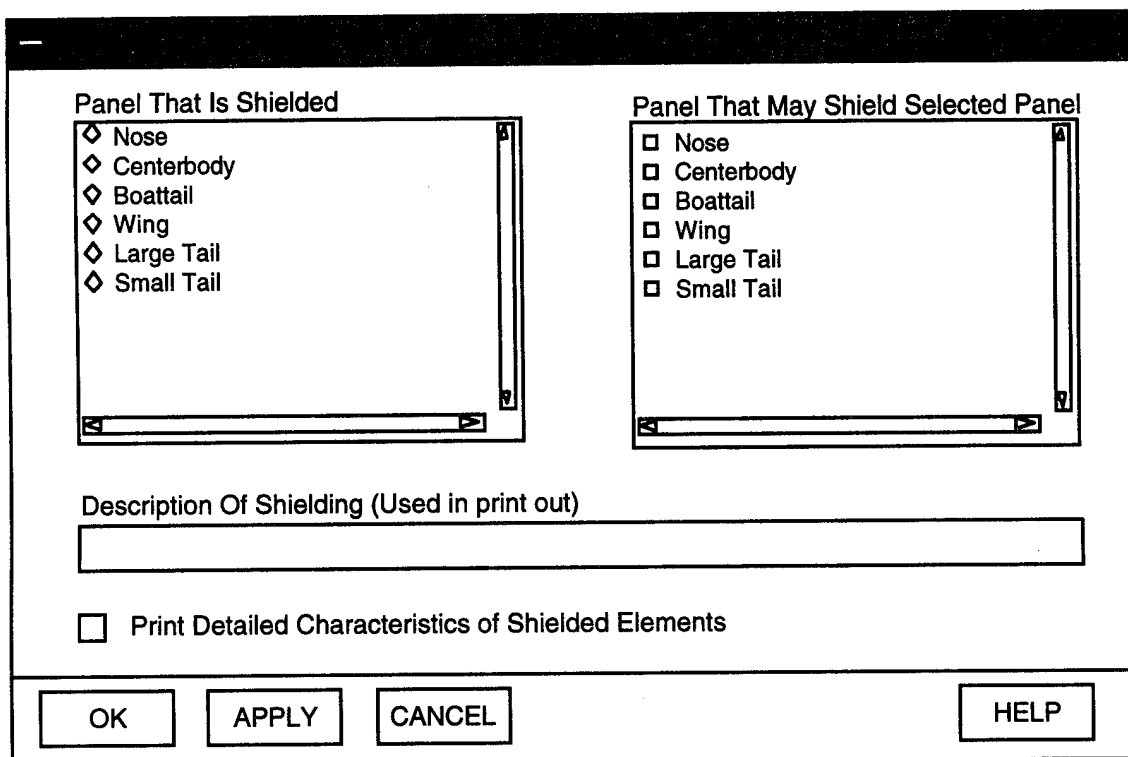 Panel That Is Shielded
Nose
Centerbody
Boattail
Wing
Large Tail
Small Tail
Panel That May Shield Selected Panel
Nose
Centerbody
Boattail
Wing
Large Tail
Small Tail
Description Of Shielding (Used in print out)
Print Detailed Characteristics of Shielded Elements
OK
APPLY
CANCEL
HELP